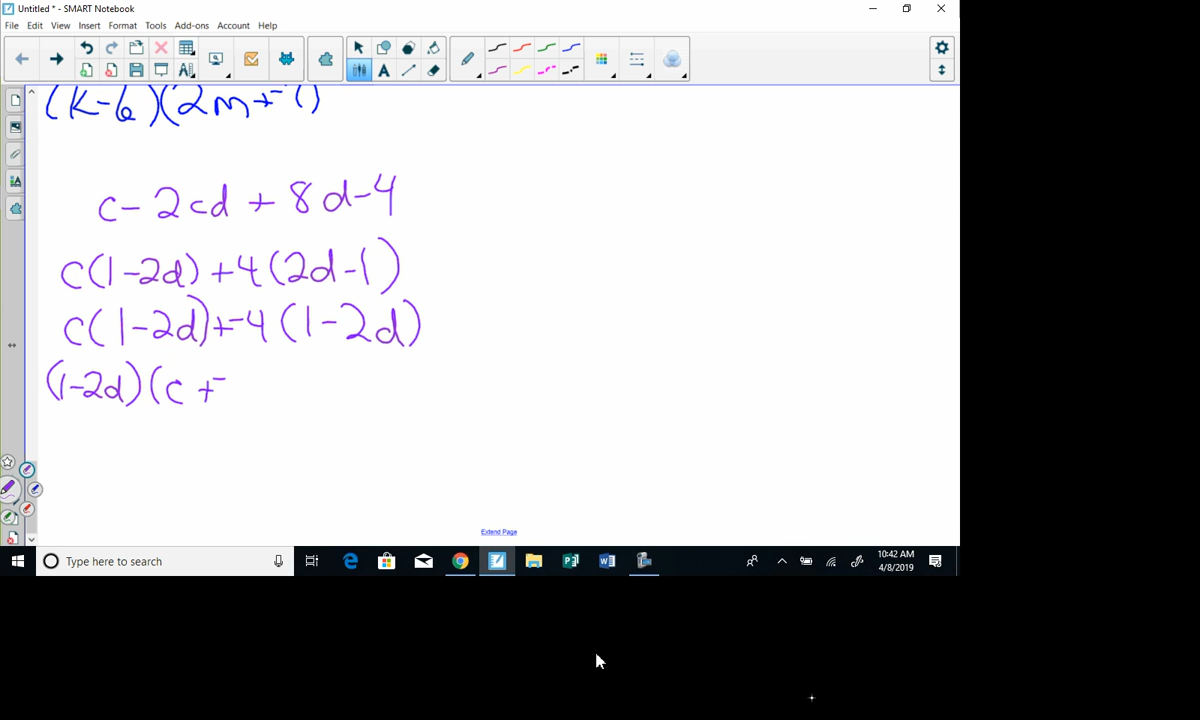 Untitled * - SMART Notebook
File Edit View Insert Format Tools Add-ons Account Help
(k-6)(2m+-1)
c - 2cd + 8d - 4
c(1-2d) +4(2d-1)
c(1-2d)+-4(1-2d)
(1-2d)(c+-
Extend Page
Type here to search
10:42 AM
4/8/2019